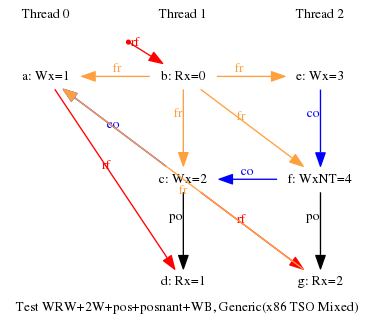 Thread 0 Thread 1 Thread 2
rf
a: Wx=1 fr b: Rx=0 fr e: Wx=3
co fr fr co
rf c: Wx=2 co f: WxNT=4
fr
po rf po
d: Rx=1 g: Rx=2
Test WRW+2W+pos+posnant+WB, Generic(x86 TSO Mixed)